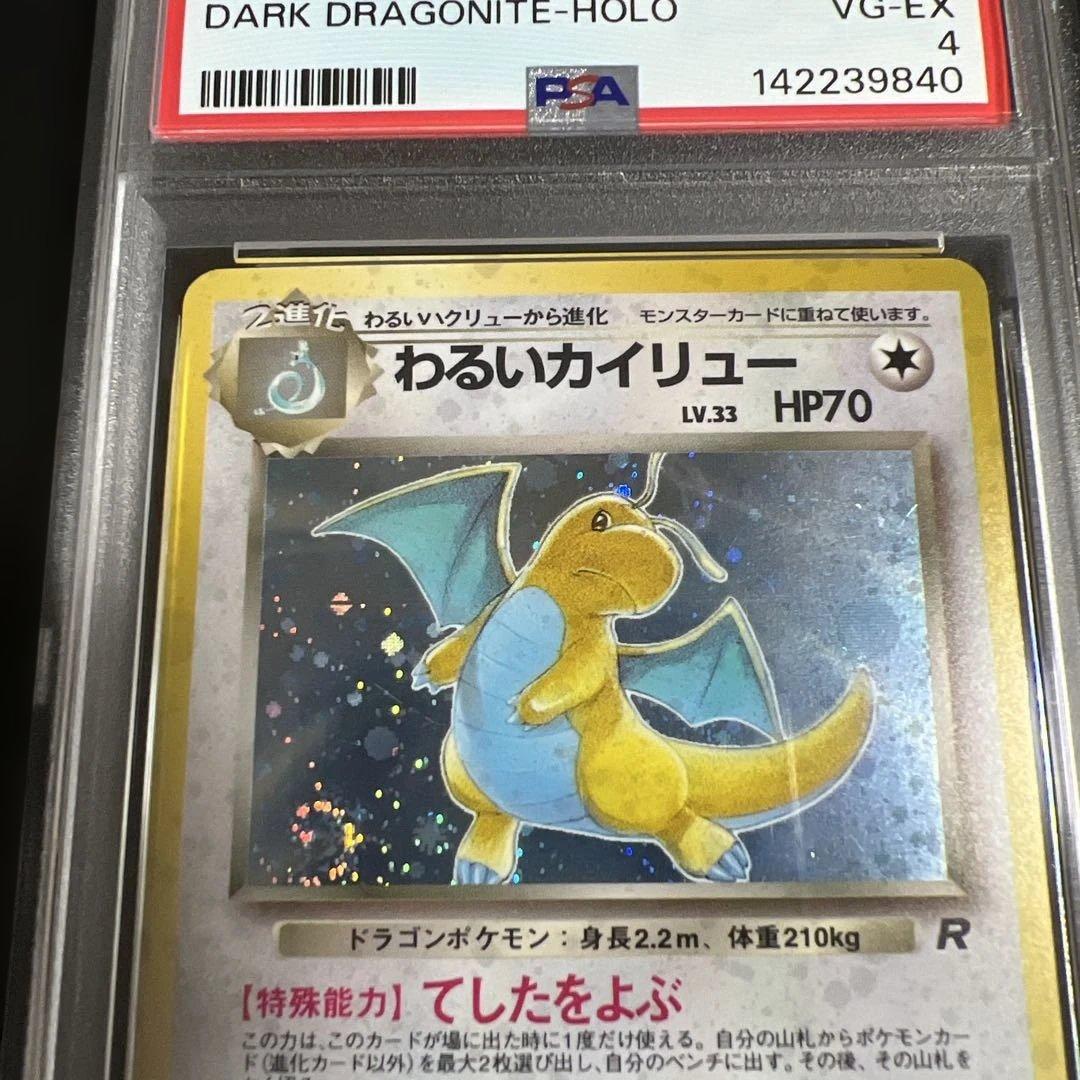 DARK DRAGONITE-HOLO VG-EX
4
PSA 142239840
2進化 わるいハクリューから進化 モンスターカードに重ねて使います。
わるいカイリュー
LV.33 HP70
ドラゴンポケモン：身長2.2m、体重210kg R
【特殊能力】てしたをよぶ
この力は、このカードが場に出た時に1度だけ使える。自分の山札からポケモンカー
ド（進化カード以外）を最大2枚選び出し、自分のベンチに出す。その後、その山札を